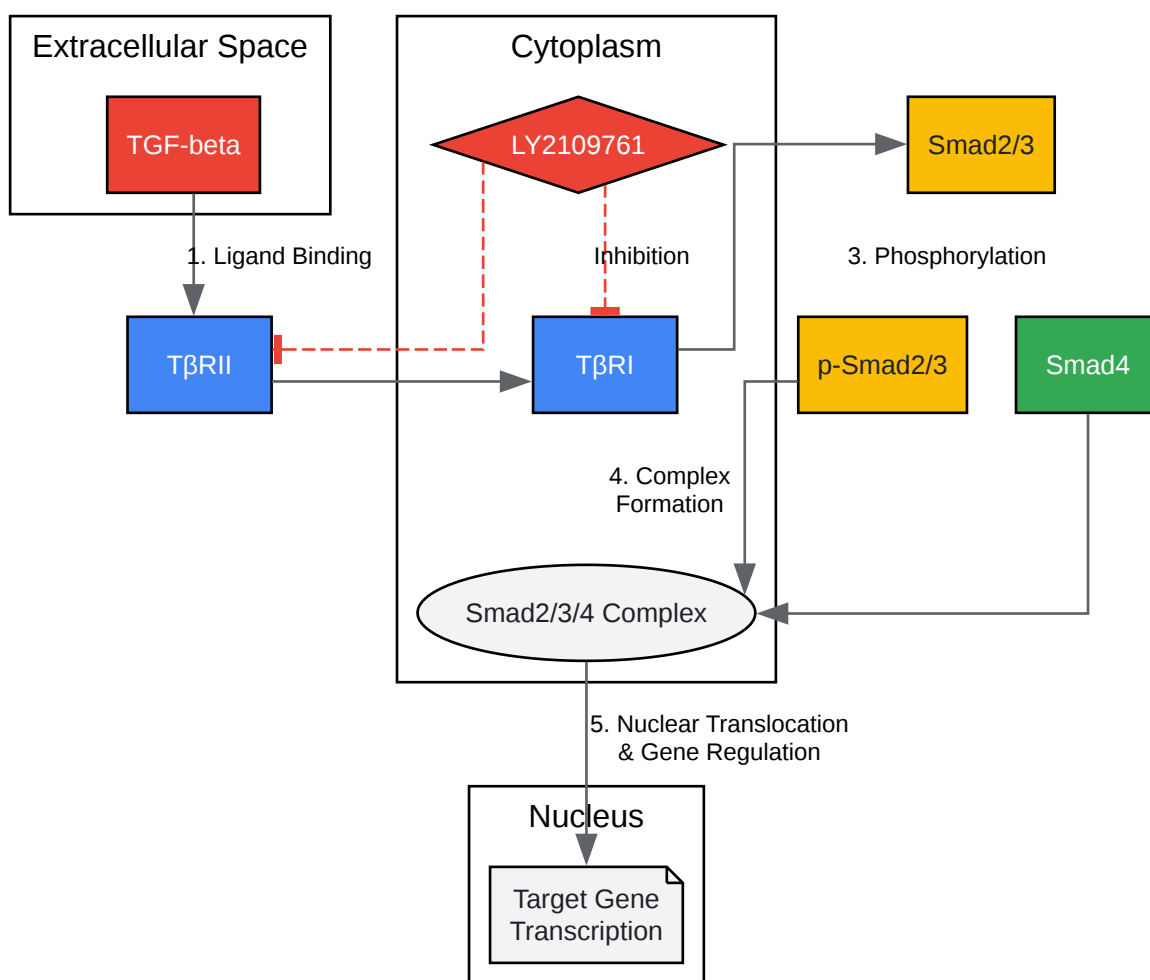 Extracellular Space
Cytoplasm
TGF-beta
LY2109761
Smad2/3
1. Ligand Binding
Inhibition
3. Phosphorylation
TβRII
TβRI
p-Smad2/3
Smad4
4. Complex
Formation
Smad2/3/4 Complex
5. Nuclear Translocation
& Gene Regulation
Nucleus
Target Gene
Transcription